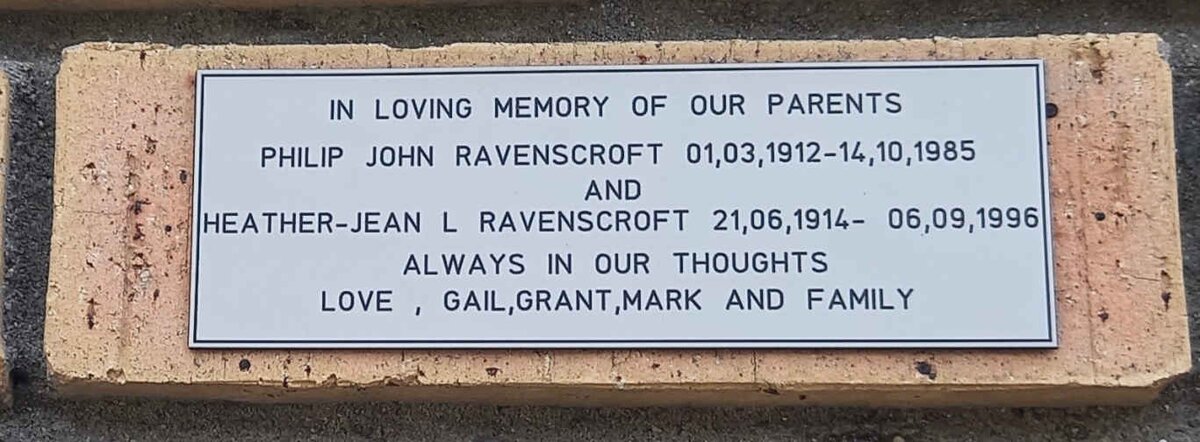 IN LOVING MEMORY OF OUR PARENTS
PHILIP JOHN RAVENSCROFT 01,03,1912-14,10,1985
AND
HEATHER-JEAN L RAVENSCROFT 21,06,1914- 06,09,1996
ALWAYS IN OUR THOUGHTS
LOVE , GAIL,GRANT,MARK AND FAMILY